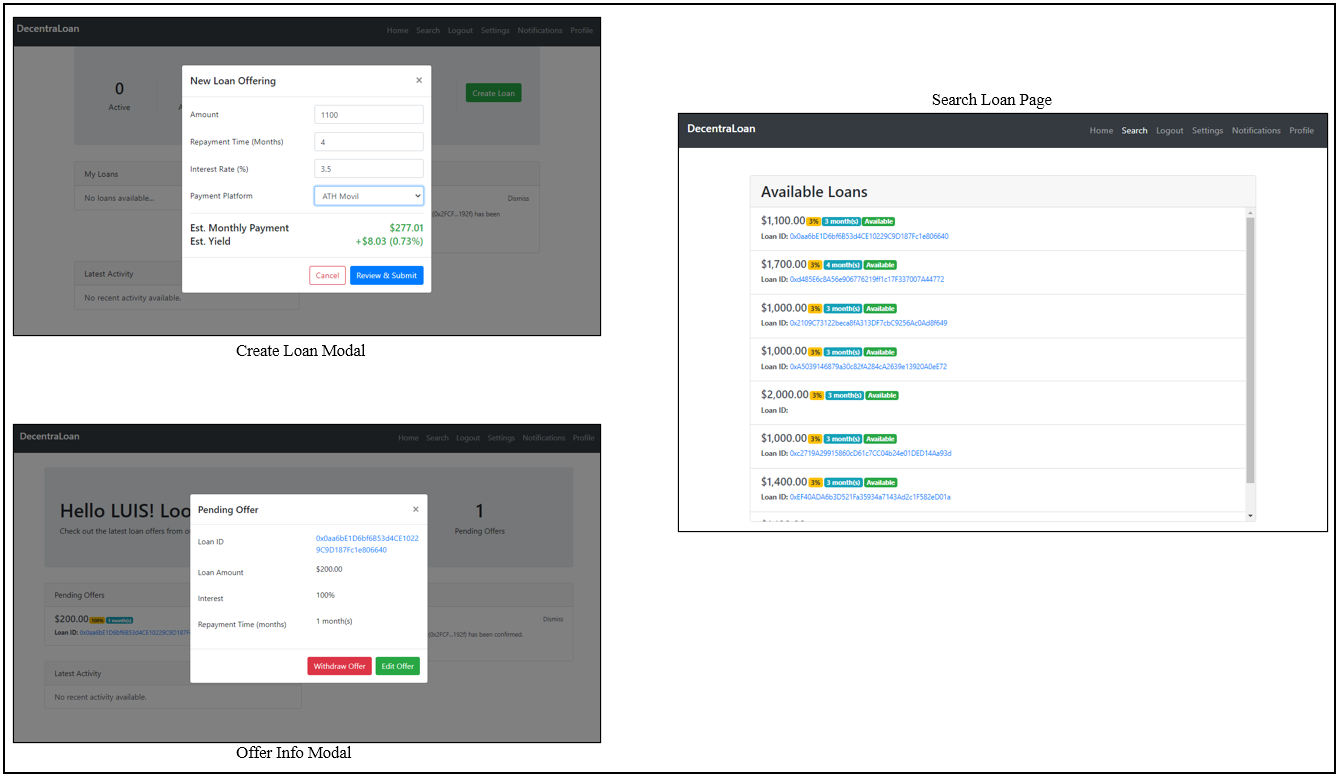 DecentraLoan
Home Search Logout Settings Notifications Profile
0
Active
Create Loan
New Loan Offering ×
Amount 1100
Repayment Time (Months) 4
Interest Rate (%) 3.5
Payment Platform ATH Movil
Est. Monthly Payment $277.01
Est. Yield +$8.03 (0.73%)
Cancel Review & Submit
My Loans
No loans available...
Dismiss
(0x2FCF...192f) has been
Latest Activity
No recent activity available.
Create Loan Modal
DecentraLoan
Home Search Logout Settings Notifications Profile
Hello LUIS! Loo
Check out the latest loan offers from o
1
Pending Offers
Pending Offer ×
Loan ID 0x0aa6bE1D6bf6B53d4CE1022
9C9D187Fc1e806640
Loan Amount $200.00
Interest 100%
Repayment Time (months) 1 month(s)
Withdraw Offer Edit Offer
Pending Offers
$200.00 100% 1 month(s)
Loan ID: 0x0aa6bE1D6bf6B53d4CE10229C9D187F
Dismiss
(0x2FCF...192f) has been confirmed.
Latest Activity
No recent activity available.
Offer Info Modal
Search Loan Page
DecentraLoan
Home Search Logout Settings Notifications Profile
Available Loans
$1,100.00 3% 3 month(s) Available
Loan ID: 0x0aa6bE1D6bf6B53d4CE10229C9D187Fc1e806640
$1,700.00 3% 4 month(s) Available
Loan ID: 0xd485E6c8A56e906776219ff1c17F337007A44772
$1,000.00 3% 3 month(s) Available
Loan ID: 0x2109C73122beca8fA313DF7cbC9256Ac0Ad8f649
$1,000.00 3% 3 month(s) Available
Loan ID: 0xA5039146879a30c82fA284cA2639e13920A0eE72
$2,000.00 3% 3 month(s) Available
Loan ID:
$1,000.00 3% 3 month(s) Available
Loan ID: 0xc2719A29915860cD61c7CC04b24e01DED14Aa93d
$1,400.00 3% 3 month(s) Available
Loan ID: 0xEF40ADA6b3D521Fa35934a7143Ad2c1F582eD01a